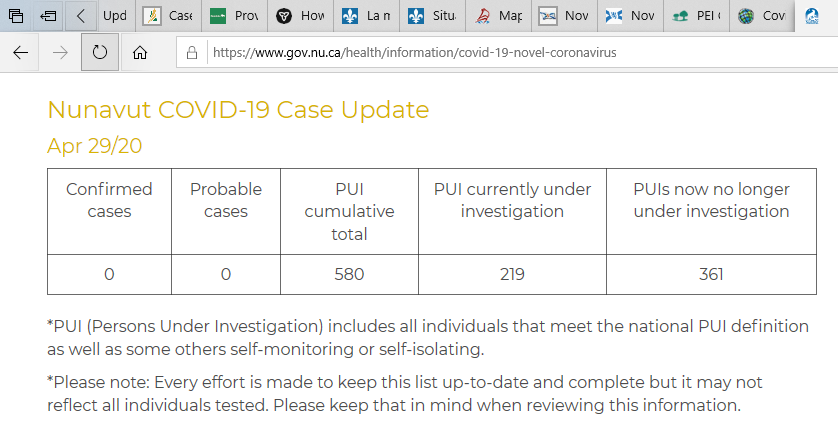 Upd Case Prov How La n Situ Map Nov Nov PEI Cov
https://www.gov.nu.ca/health/information/covid-19-novel-coronavirus
Nunavut COVID-19 Case Update
Apr 29/20
Confirmed cases
Probable cases
PUI cumulative total
PUI currently under investigation
PUIs now no longer under investigation
0 0 580 219 361
*PUI (Persons Under Investigation) includes all individuals that meet the national PUI definition
as well as some others self-monitoring or self-isolating.
*Please note: Every effort is made to keep this list up-to-date and complete but it may not
reflect all individuals tested. Please keep that in mind when reviewing this information.